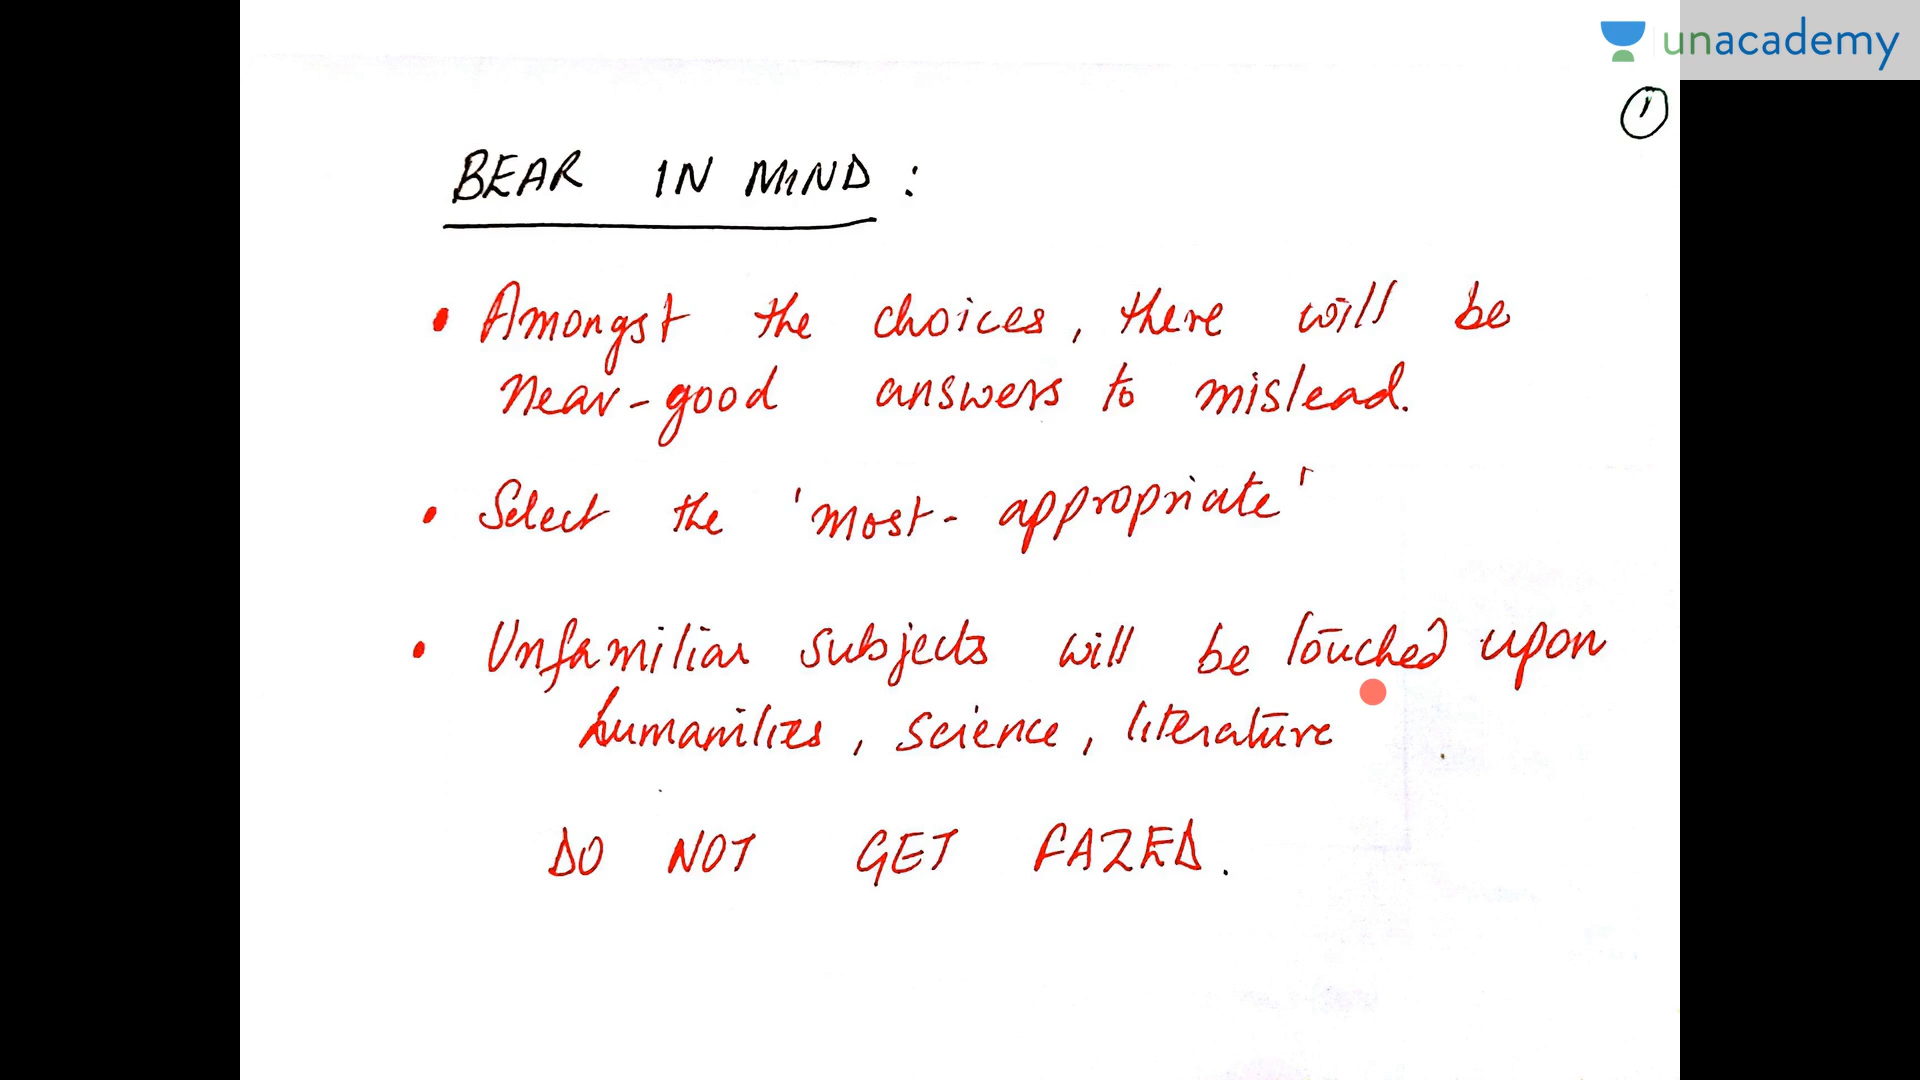 unacademy
1
BEAR IN MIND :
• Amongst the choices, there will be
near-good answers to mislead.
• Select the 'most-appropriate'
• Unfamiliar subjects will be touched upon
humanities, science, literature
DO NOT GET FAZED.